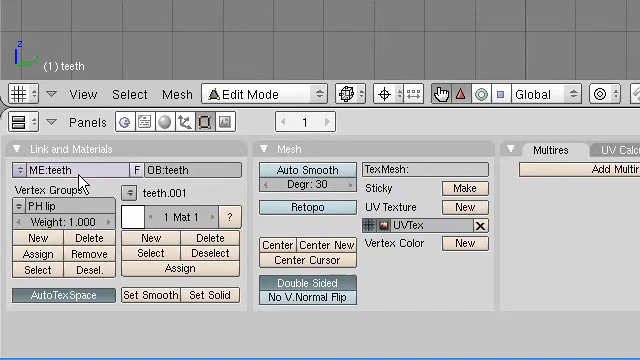 z
y
(1) teeth
View Select Mesh Edit Mode Global
Panels 1
Link and Materials
ME:teeth F OB:teeth
Vertex Groups
PH lip
Weight: 1.000
New Delete
Assign Remove
Select Desel.
AutoTexSpace
teeth.001
1 Mat 1 ?
New Delete
Select Deselect
Assign
Set Smooth Set Solid
Mesh
Auto Smooth
Degr: 30
Retopo
Center Center New
Center Cursor
Double Sided
No V.Normal Flip
TexMesh:
Sticky Make
UV Texture New
UVTex
Vertex Color New
Multires UV Calc
Add Multir